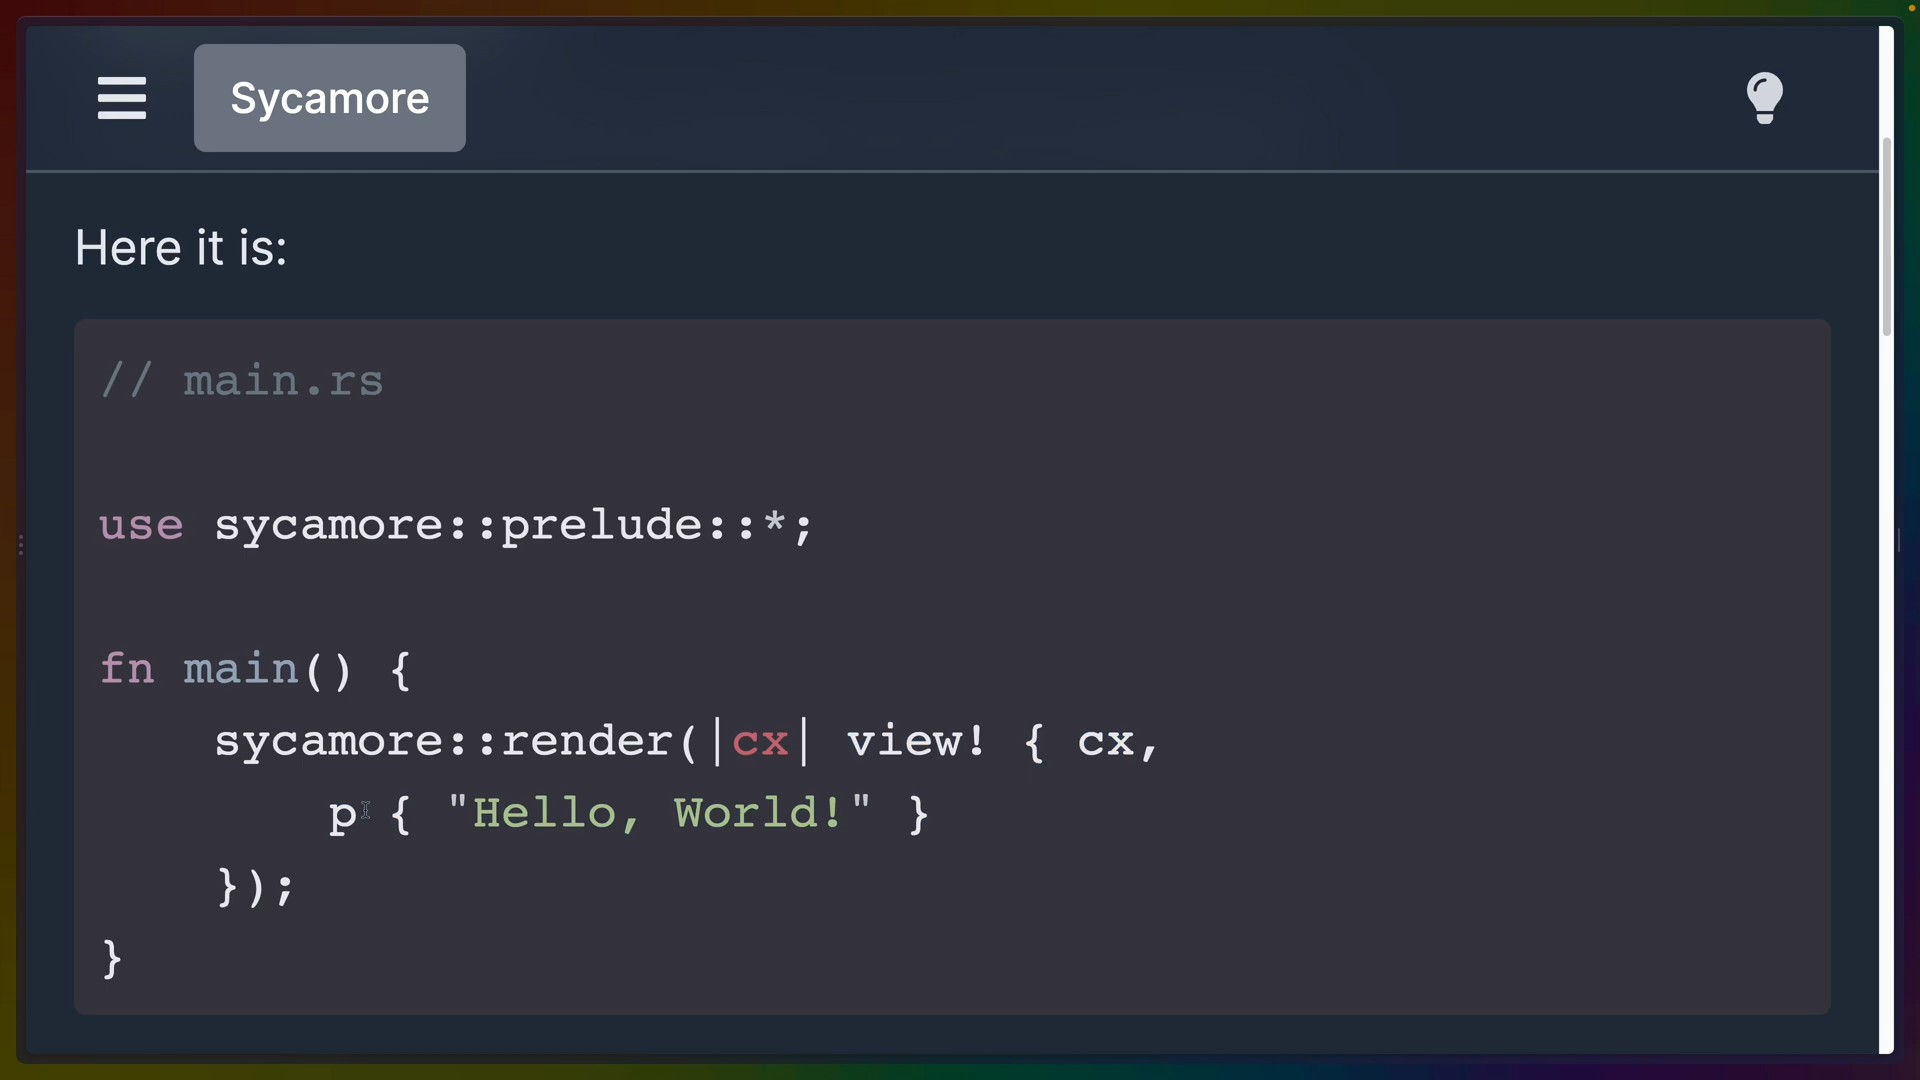 Sycamore
Here it is:
// main.rs
use sycamore::prelude::*;
fn main() {
    sycamore::render(|cx| view! { cx,
        p { "Hello, World!" }
    });
}